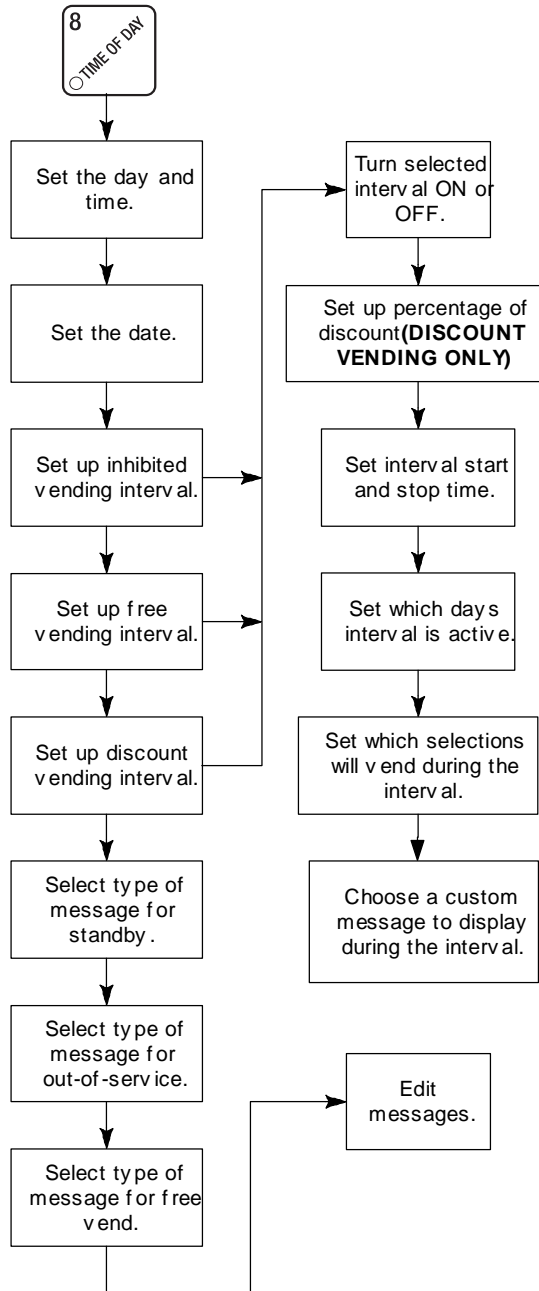 8
TIME OF DAY
Set the day and
time.
Set the date.
Set up inhibited
vending interval.
Set up free
vending interval.
Set up discount
vending interval.
Select type of
message for
standby.
Select type of
message for
out-of-service.
Select type of
message for free
vend.
Turn selected
interval ON or
OFF.
Set up percentage of
discount(DISCOUNT
VENDING ONLY)
Set interval start
and stop time.
Set which days
interval is active.
Set which selections
will vend during the
interval.
Choose a custom
message to display
during the interval.
Edit
messages.